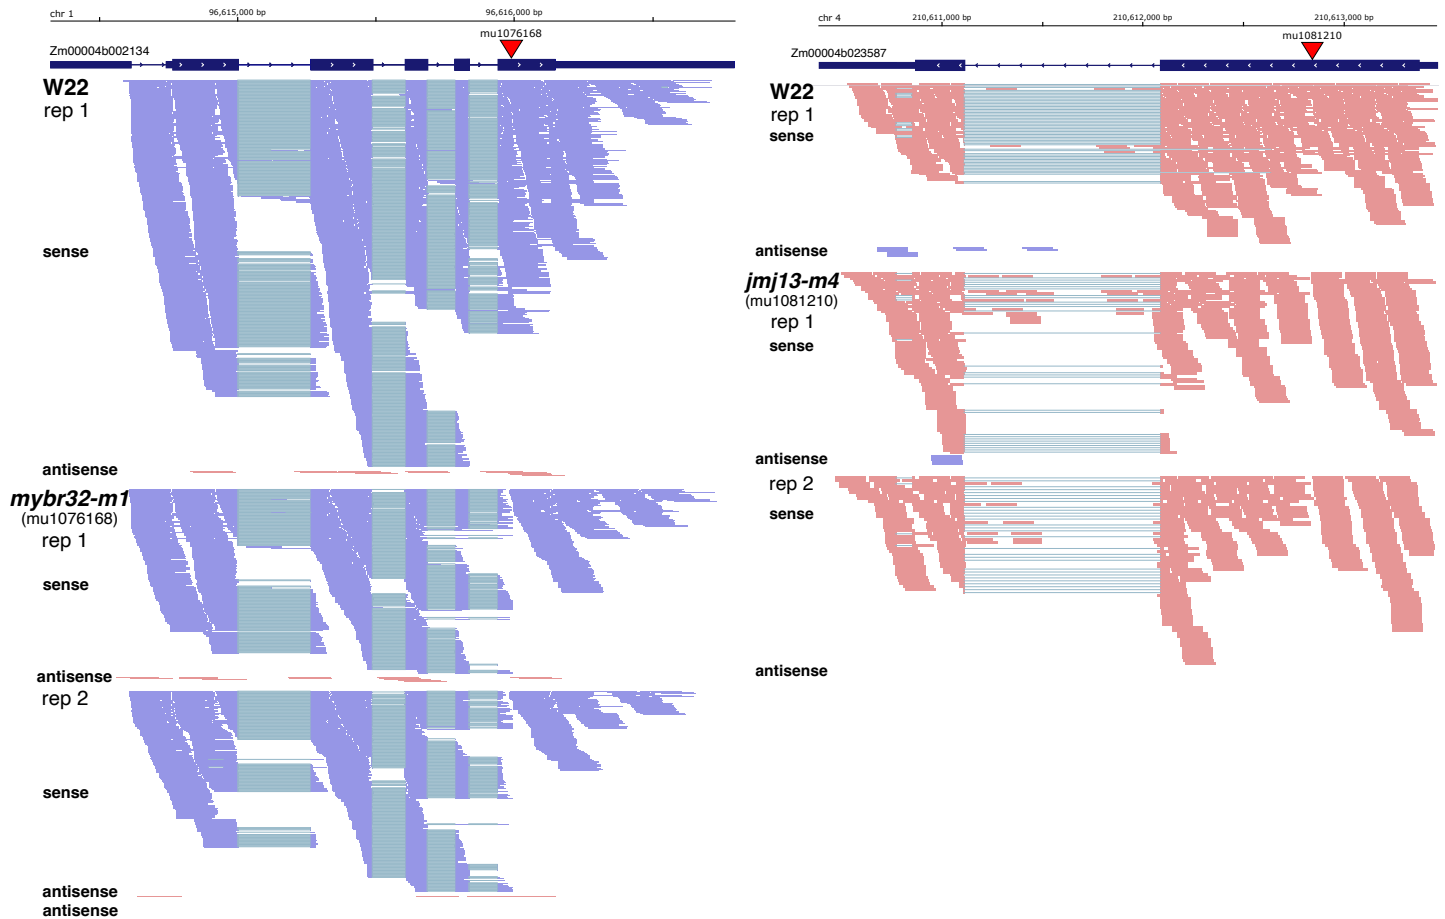 chr 1
96,615,000 bp
96,616,000 bp
mu1076168
Zm00004b002134
W22
rep 1
sense
antisense
mybr32-m1
(mu1076168)
rep 1
sense
antisense
rep 2
sense
antisense
antisense
chr 4
210,611,000 bp
210,612,000 bp
210,613,000 bp
mu1081210
Zm00004b023587
W22
rep 1
sense
antisense
jmj13-m4
(mu1081210)
rep 1
sense
antisense
rep 2
sense
antisense